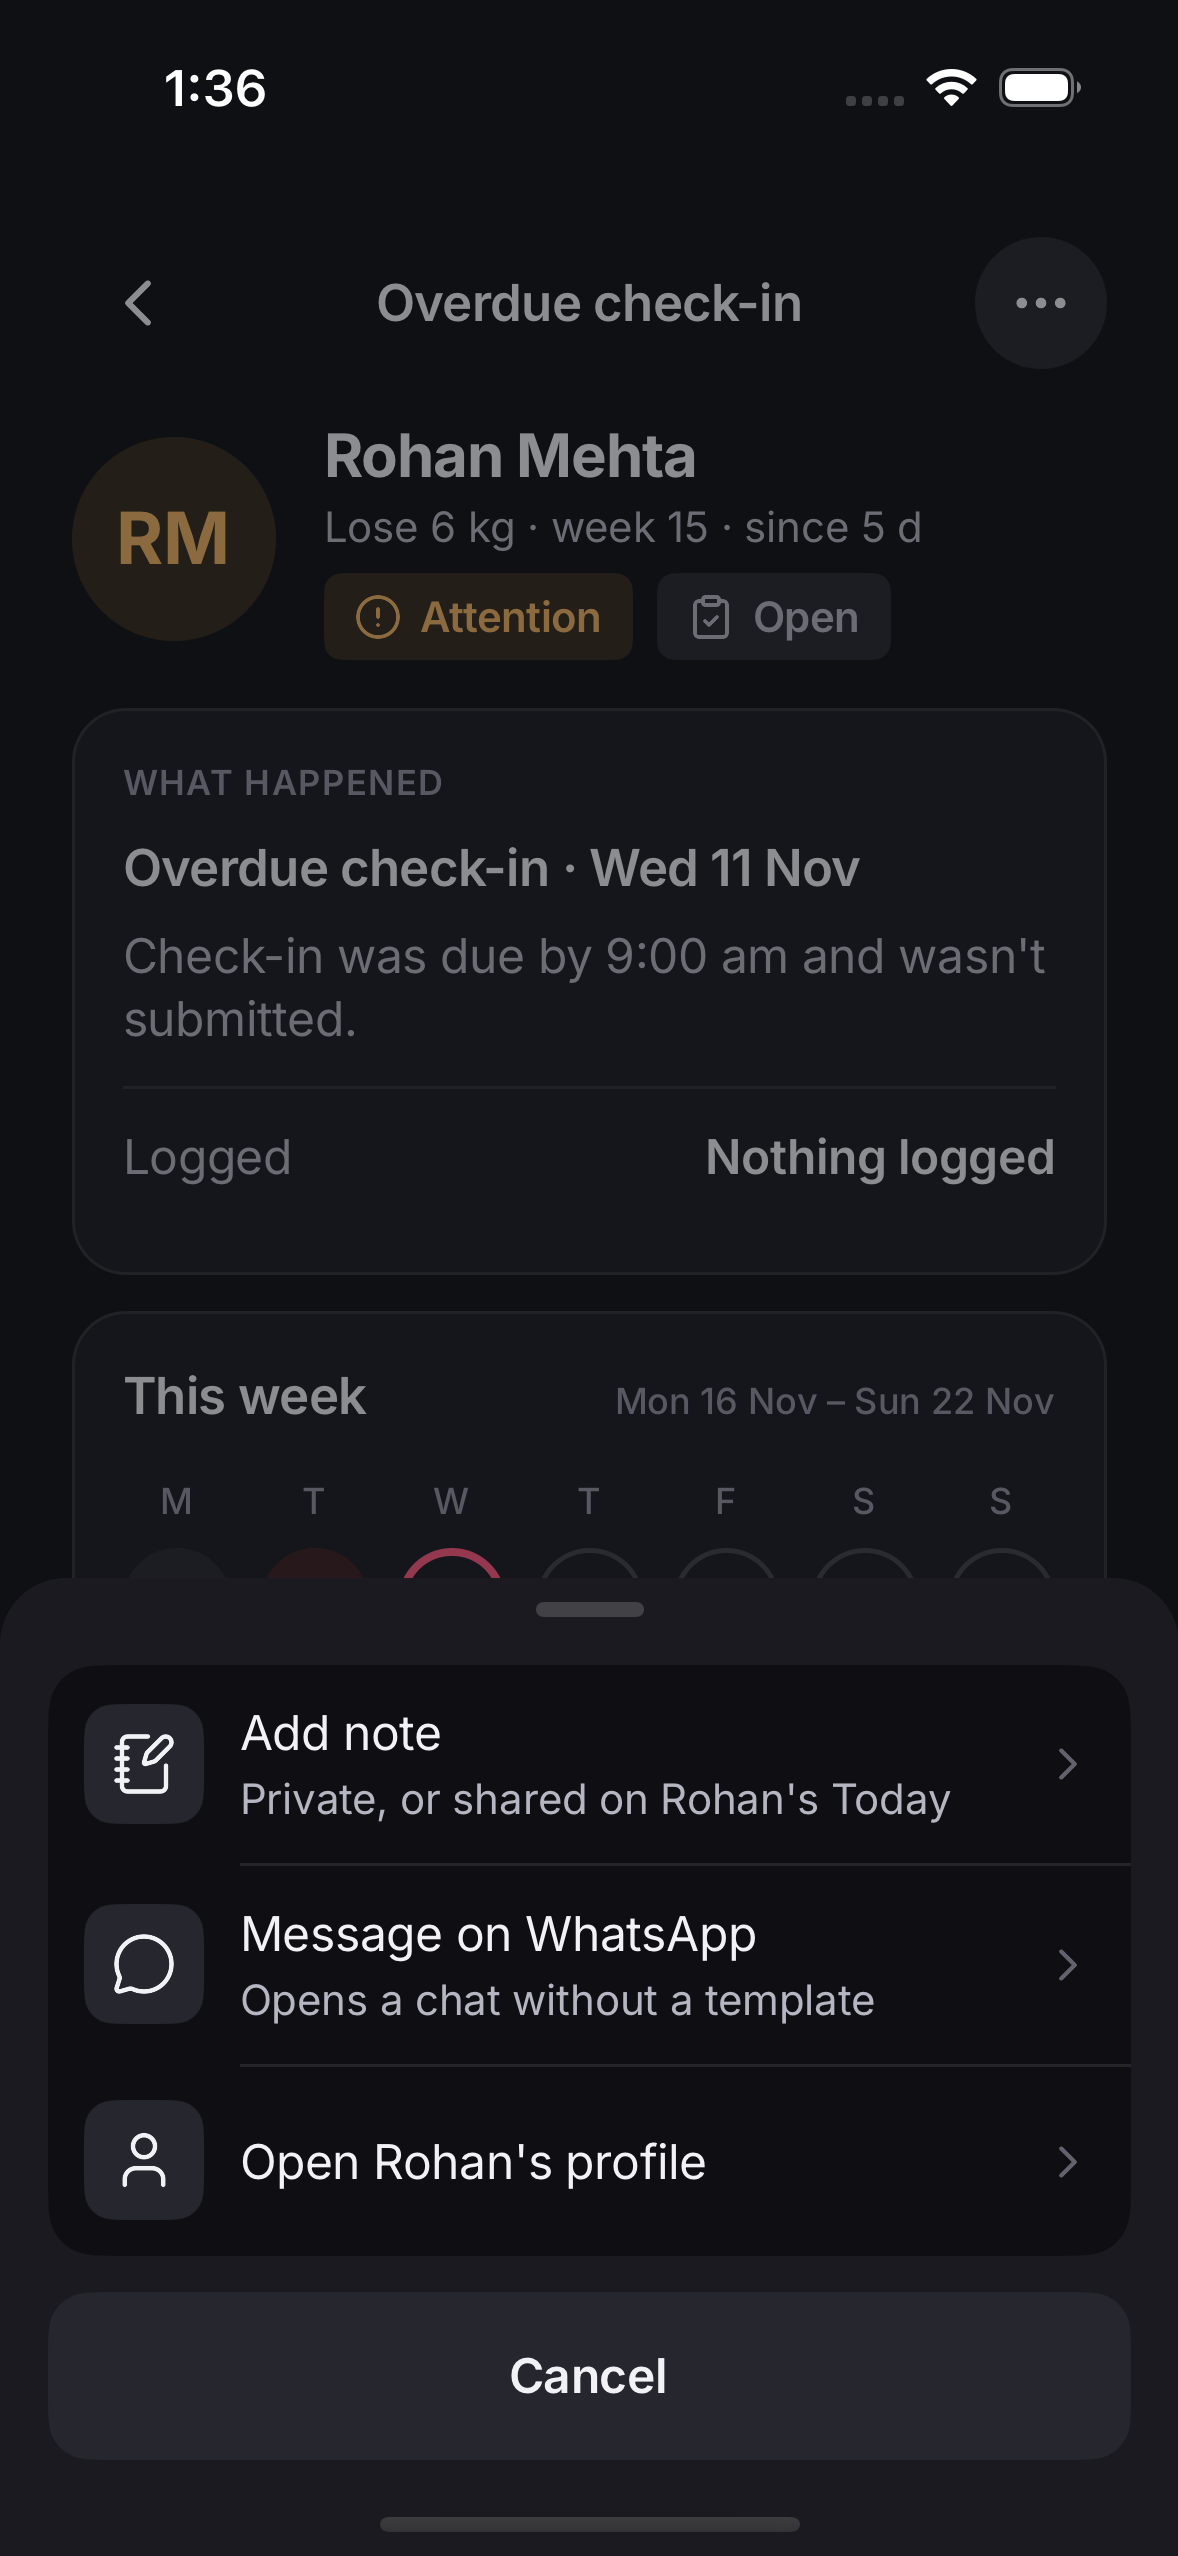 1:36
Overdue check-in
RM
Rohan Mehta
Lose 6 kg · week 15 · since 5 d
Attention
Open
WHAT HAPPENED
Overdue check-in · Wed 11 Nov
Check-in was due by 9:00 am and wasn't
submitted.
Logged
Nothing logged
This week
Mon 16 Nov – Sun 22 Nov
M T W T F S S
Add note
Private, or shared on Rohan's Today
Message on WhatsApp
Opens a chat without a template
Open Rohan's profile
Cancel